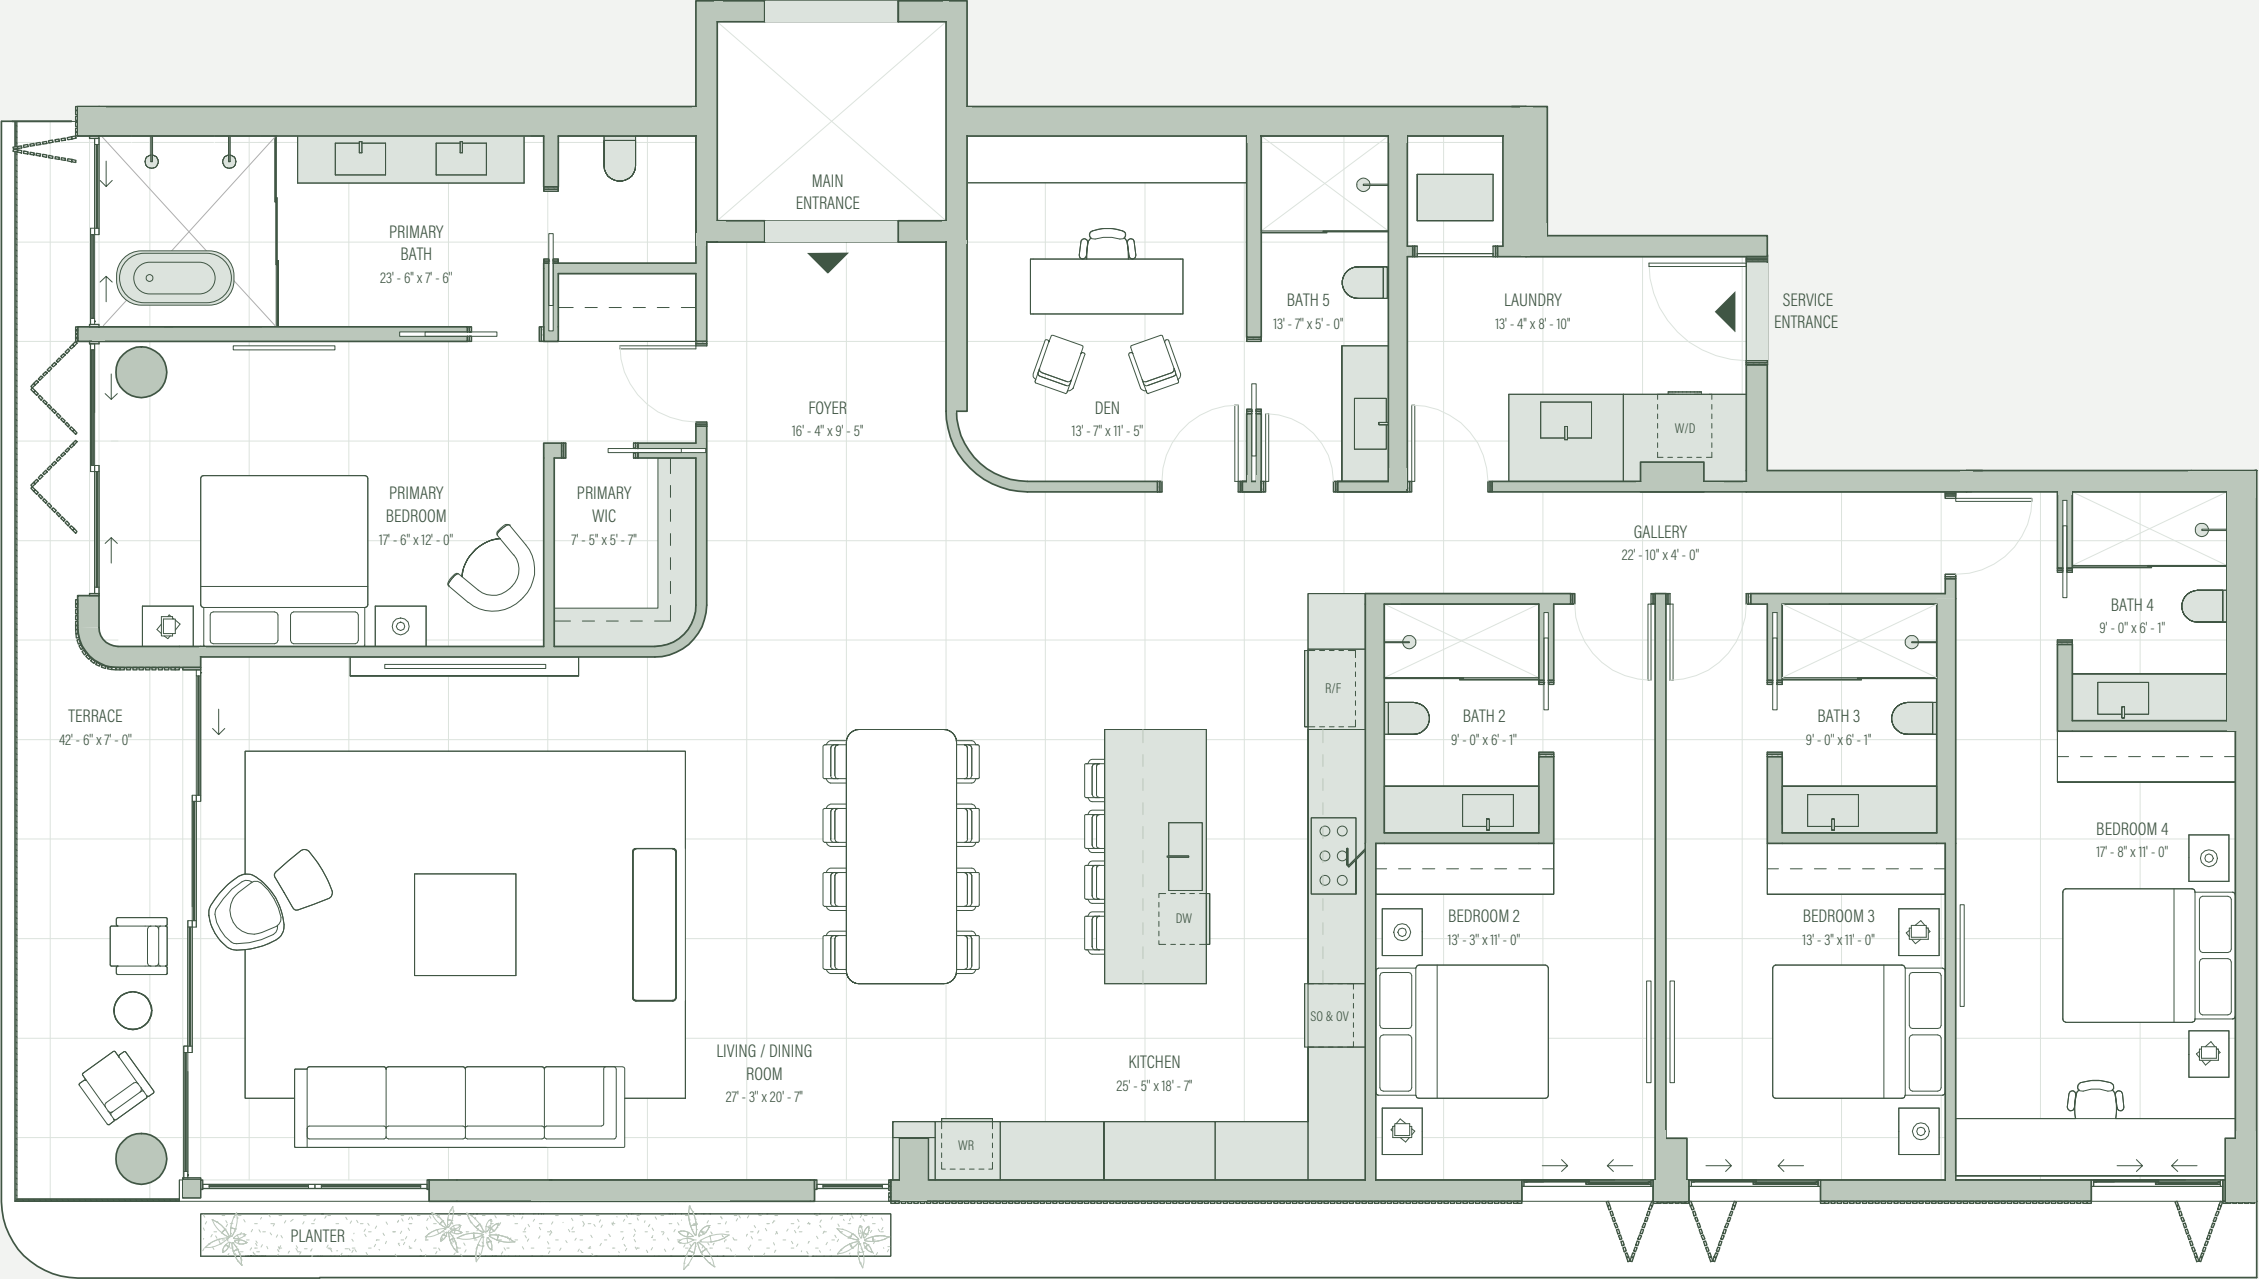 MAIN
ENTRANCE
PRIMARY
BATH
23' - 6" x 7' - 6"
BATH 5
13' - 7" x 5' - 0"
LAUNDRY
13' - 4" x 8' - 10"
SERVICE
ENTRANCE
FOYER
16' - 4" x 9' - 5"
DEN
13' - 7" x 11' - 5"
W/D
PRIMARY
BEDROOM
17' - 6" x 12' - 0"
PRIMARY
WIC
7' - 5" x 5' - 7"
GALLERY
22' - 10" x 4' - 0"
BATH 4
9' - 0" x 6' - 1"
R/F
TERRACE
42' - 6" x 7' - 0"
BATH 2
9' - 0" x 6' - 1"
BATH 3
9' - 0" x 6' - 1"
BEDROOM 4
17' - 8" x 11' - 0"
DW
BEDROOM 2
13' - 3" x 11' - 0"
BEDROOM 3
13' - 3" x 11' - 0"
SO & OV
LIVING / DINING
ROOM
27' - 3" x 20' - 7"
KITCHEN
25' - 5" x 18' - 7"
WR
PLANTER